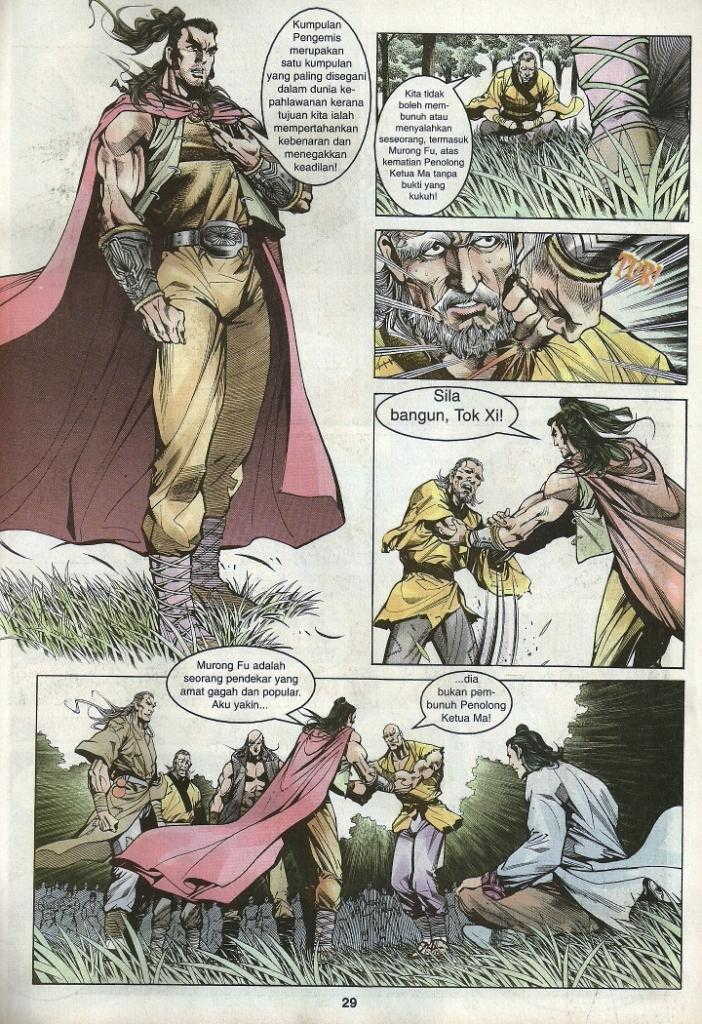 Kumpulan
Pengemis
merupakan
satu kumpulan
yang paling disegani
dalam dunia ke-
pahlawanan kerana
tujuan kita ialah
mempertahankan
kebenaran dan
menegakkan
keadilan!
Kita tidak
boleh mem-
bunuh atau
menyalahkan
seseorang, termasuk
Murong Fu, atas
kematian Penolong
Ketua Ma tanpa
bukti yang
kukuh!
Sila
bangun, Tok Xi!
Murong Fu adalah
seorang pendekar yang
amat gagah dan popular.
Aku yakin...
...dia
bukan pem-
bunuh Penolong
Ketua Ma!
29